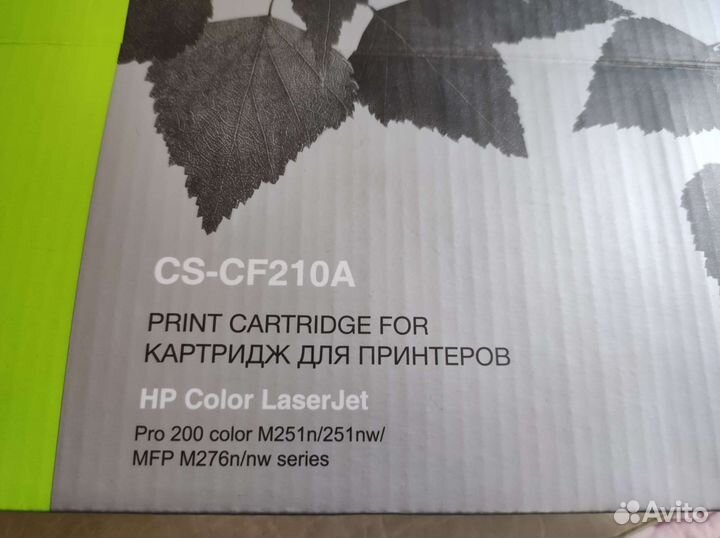 CS-CF210A
PRINT CARTRIDGE FOR
КАРТРИДЖ ДЛЯ ПРИНТЕРОВ
HP Color LaserJet
Pro 200 color M251n/251nw/
MFP M276n/nw series
Avito